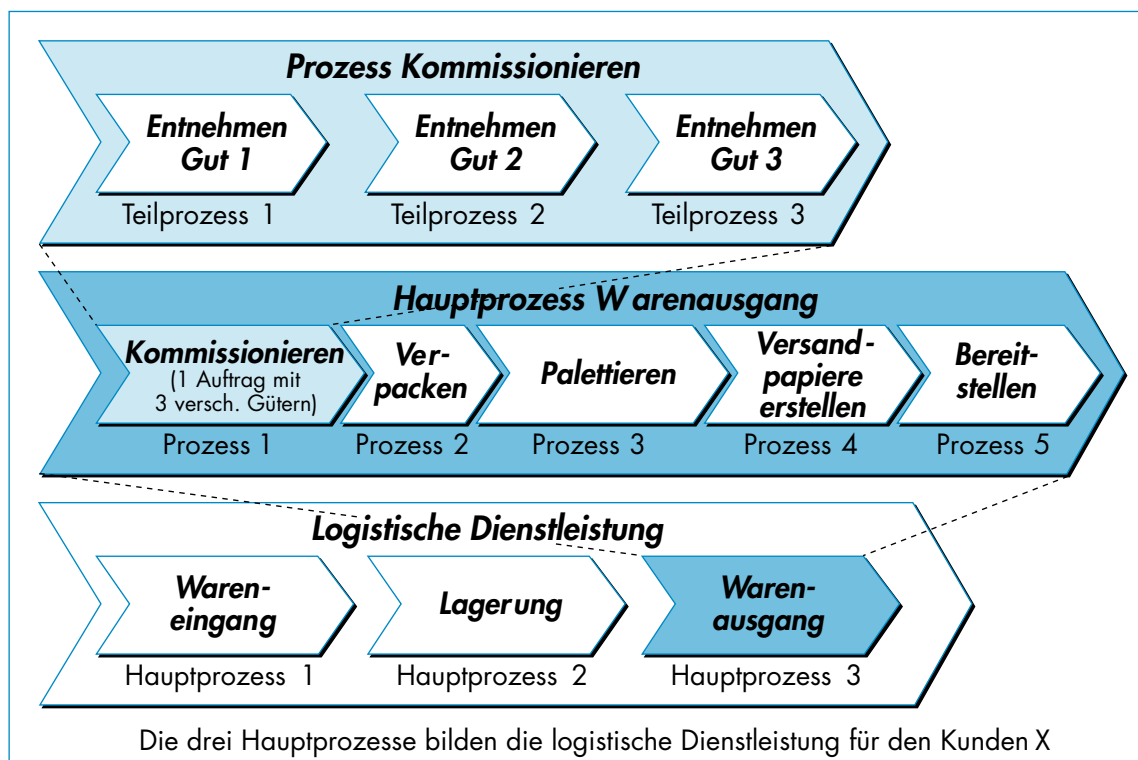 Prozess Kommissionieren
Entnehmen
Gut 1
Entnehmen
Gut 2
Entnehmen
Gut 3
Teilprozess 1
Teilprozess 2
Teilprozess 3
Hauptprozess Warenausgang
Kommissionieren
(1 Auftrag mit
3 versch. Gütern)
Ver-
packen
Palettieren
Versand-
papiere
erstellen
Bereit-
stellen
Prozess 1
Prozess 2
Prozess 3
Prozess 4
Prozess 5
Logistische Dienstleistung
Waren-
eingang
Lagerung
Waren-
ausgang
Hauptprozess 1
Hauptprozess 2
Hauptprozess 3
Die drei Hauptprozesse bilden die logistische Dienstleistung für den Kunden X